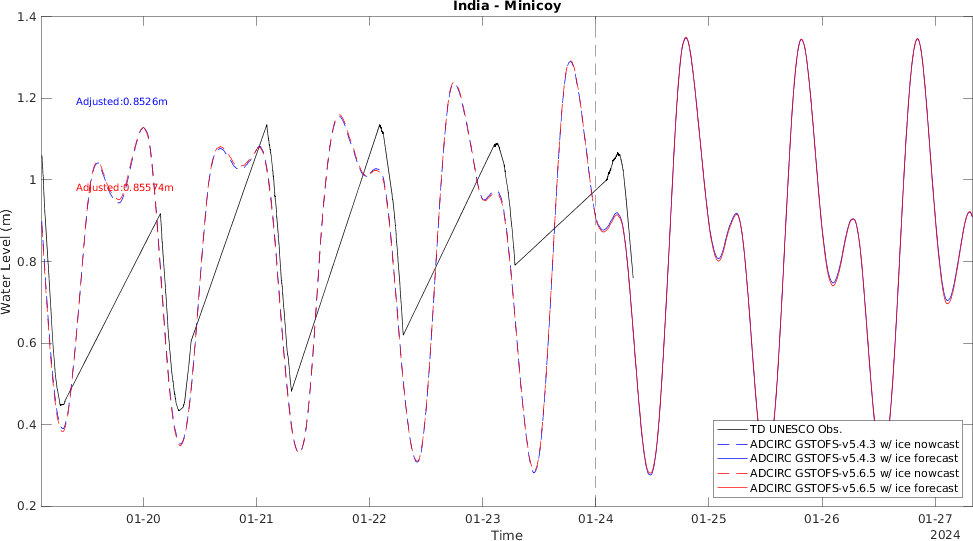 India - Minicoy
1.4
1.2
1
0.8
0.6
0.4
0.2
Water Level (m)
Adjusted:0.8526m
Adjusted:0.85574m
TD UNESCO Obs.
ADCIRC GSTOFS-v5.4.3 w/ ice nowcast
ADCIRC GSTOFS-v5.4.3 w/ ice forecast
ADCIRC GSTOFS-v5.6.5 w/ ice nowcast
ADCIRC GSTOFS-v5.6.5 w/ ice forecast
01-20
01-21
01-22
01-23
01-24
01-25
01-26
01-27
Time
2024